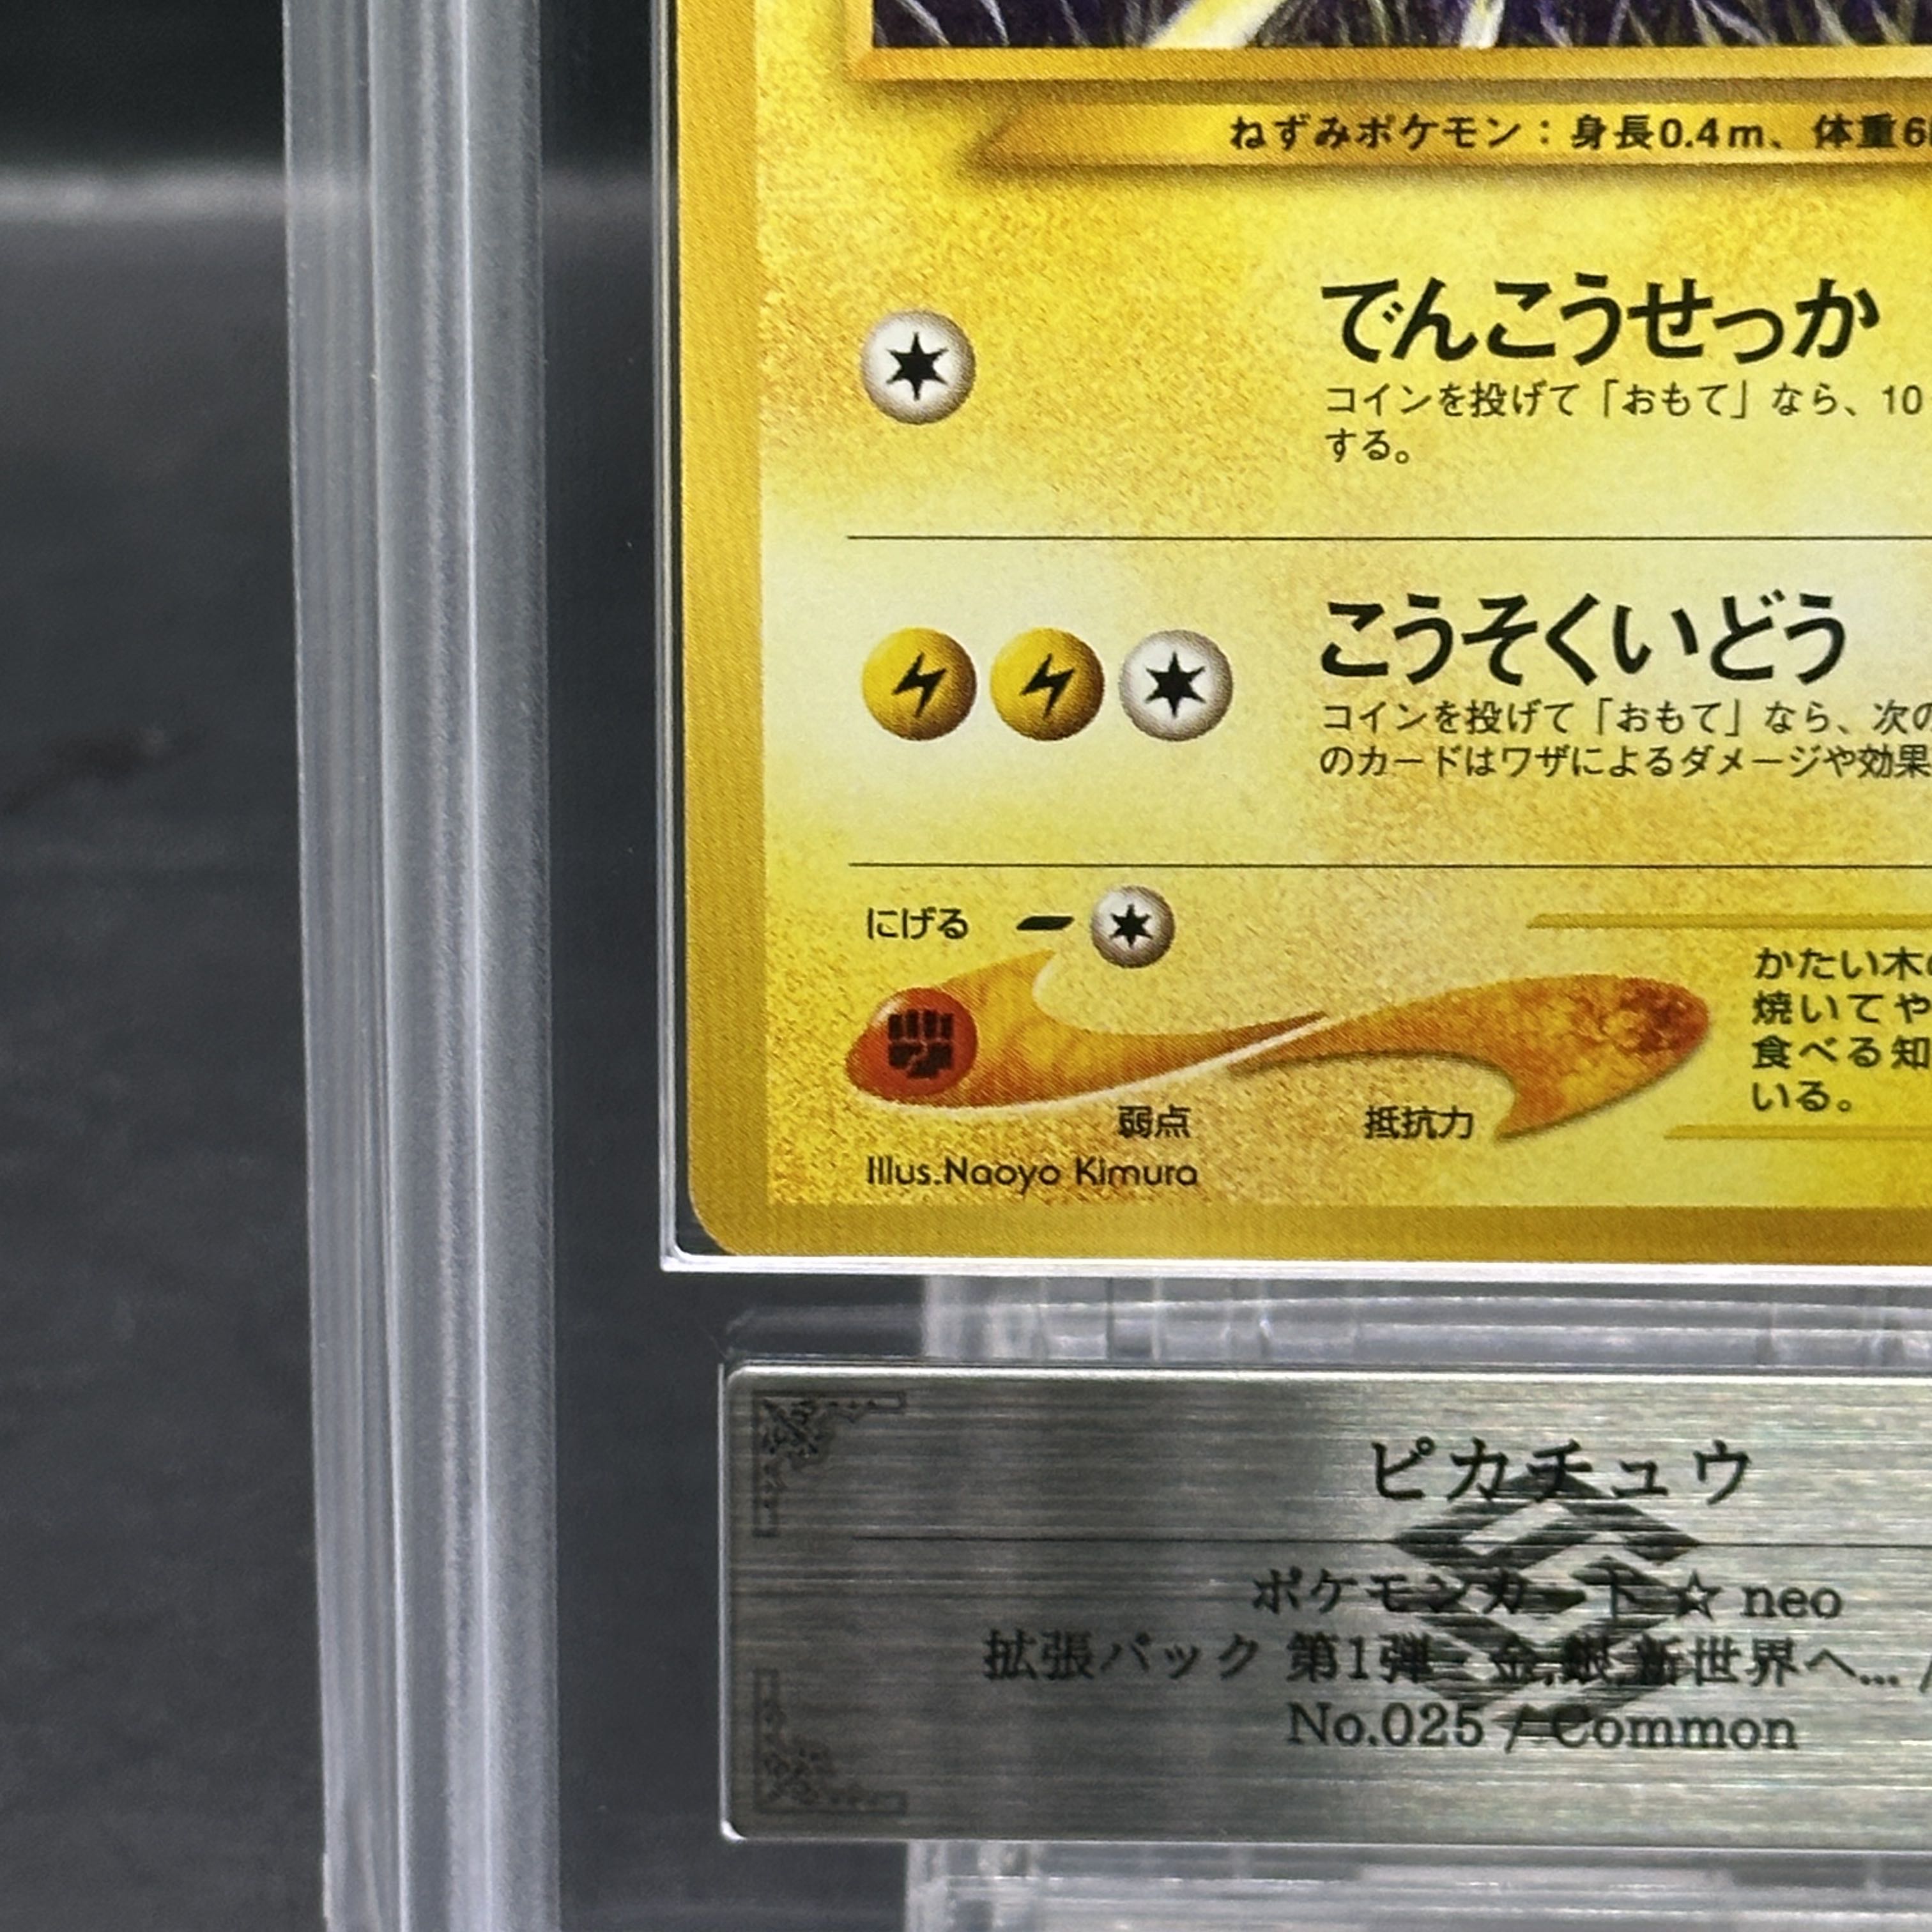 ねずみポケモン：身長0.4m、体重6
でんこうせっか
コインを投げて「おもて」なら、10
する。
こうそくいどう
コインを投げて「おもて」なら、次の
のカードはワザによるダメージや効果
にげる
かたい木の
焼いてや
食べる知
いる。
弱点 抵抗力
Illus.Naoyo Kimura
ピカチュウ
ポケモンカード☆neo
拡張パック 第1弾 金,銀,新世界へ... /
No.025 / Common